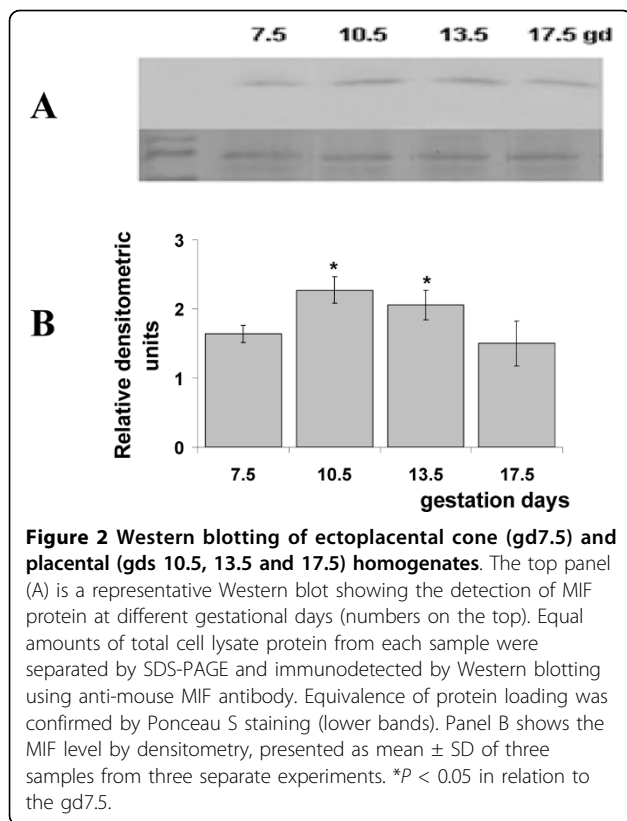 7.5 10.5 13.5 17.5 gd
A
B
Relative densitometric
units
3
2
1
0
* *
7.5 10.5 13.5 17.5
gestation days
Figure 2 Western blotting of ectoplacental cone (gd7.5) and
placental (gds 10.5, 13.5 and 17.5) homogenates. The top panel
(A) is a representative Western blot showing the detection of MIF
protein at different gestational days (numbers on the top). Equal
amounts of total cell lysate protein from each sample were
separated by SDS-PAGE and immunodetected by Western blotting
using anti-mouse MIF antibody. Equivalence of protein loading was
confirmed by Ponceau S staining (lower bands). Panel B shows the
MIF level by densitometry, presented as mean ± SD of three
samples from three separate experiments. *P < 0.05 in relation to
the gd7.5.